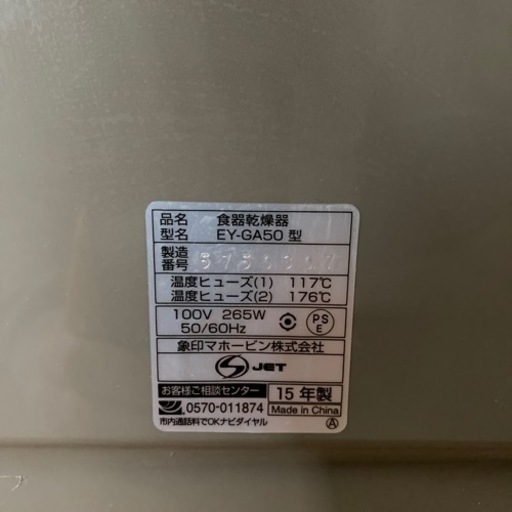 品名 食器乾燥器
型名 EY-GA50 型
製造番号
温度ヒューズ(1) 117℃
温度ヒューズ(2) 176℃
100V 265W
50/60Hz
PSE
象印マホービン株式会社
S JET
お客様ご相談センター
0570-011874
市内通話料でOKナビダイヤル
15 年製
Made in China
Ⓐ